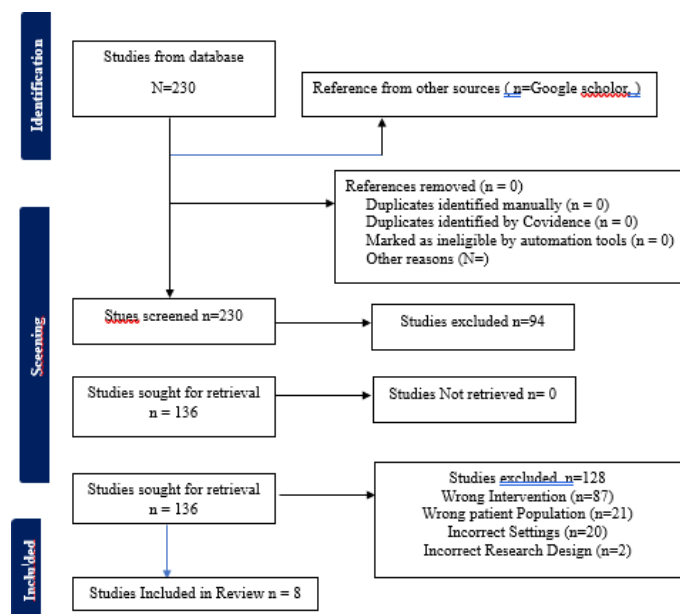 Identification
Studies from database
N=230
Reference from other sources ( n=Google scholor, )
References removed (n = 0)
Duplicates identified manually (n = 0)
Duplicates identified by Covidence (n = 0)
Marked as ineligible by automation tools (n = 0)
Other reasons (N=)
Sceening
Stues screened n=230
Studies excluded n=94
Studies sought for retrieval
n = 136
Studies Not retrieved n= 0
Studies sought for retrieval
n = 136
Studies excluded n=128
Wrong Intervention (n=87)
Wrong patient Population (n=21)
Incorrect Settings (n=20)
Incorrect Research Design (n=2)
Included
Studies Included in Review n = 8